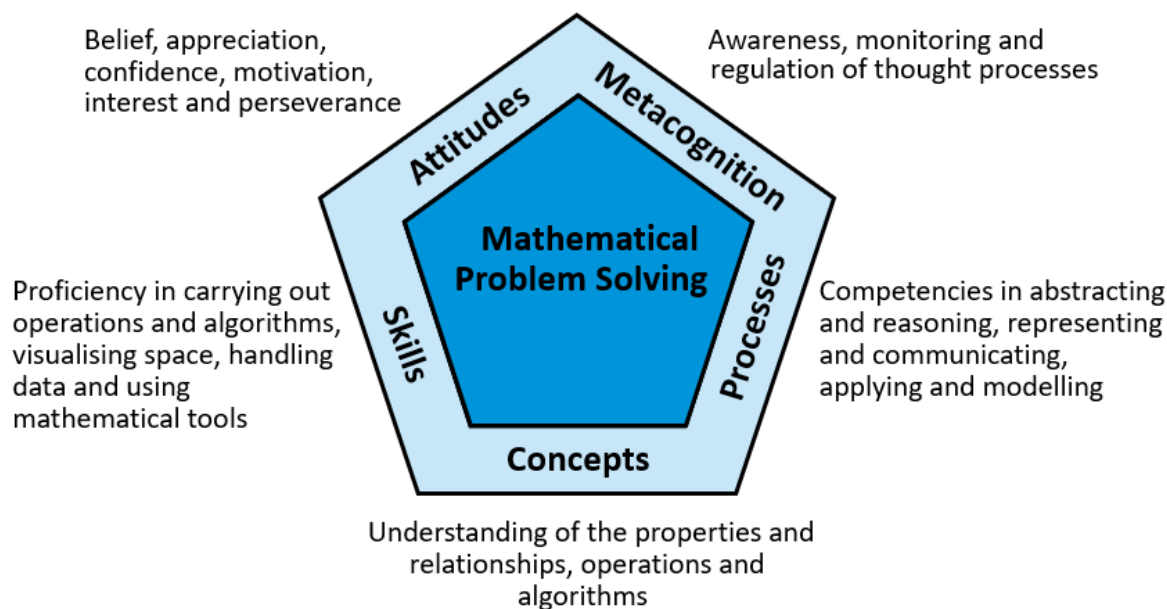 Belief, appreciation,
confidence, motivation,
interest and perseverance
Awareness, monitoring and
regulation of thought processes
Attitudes
Metacognition
Mathematical
Problem Solving
Proficiency in carrying out
operations and algorithms,
visualising space, handling
data and using
mathematical tools
Skills
Processes
Competencies in abstracting
and reasoning, representing
and communicating,
applying and modelling
Concepts
Understanding of the properties and
relationships, operations and
algorithms